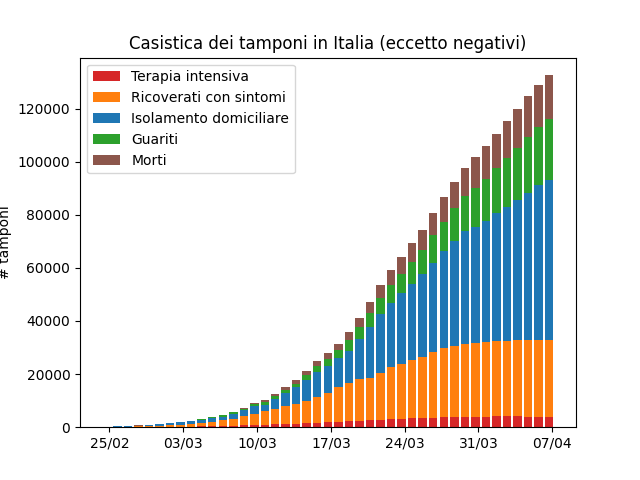 Casistica dei tamponi in Italia (eccetto negativi)
Terapia intensiva
Ricoverati con sintomi
Isolamento domiciliare
Guariti
Morti
# tamponi
120000
100000
80000
60000
40000
20000
0
25/02 03/03 10/03 17/03 24/03 31/03 07/04